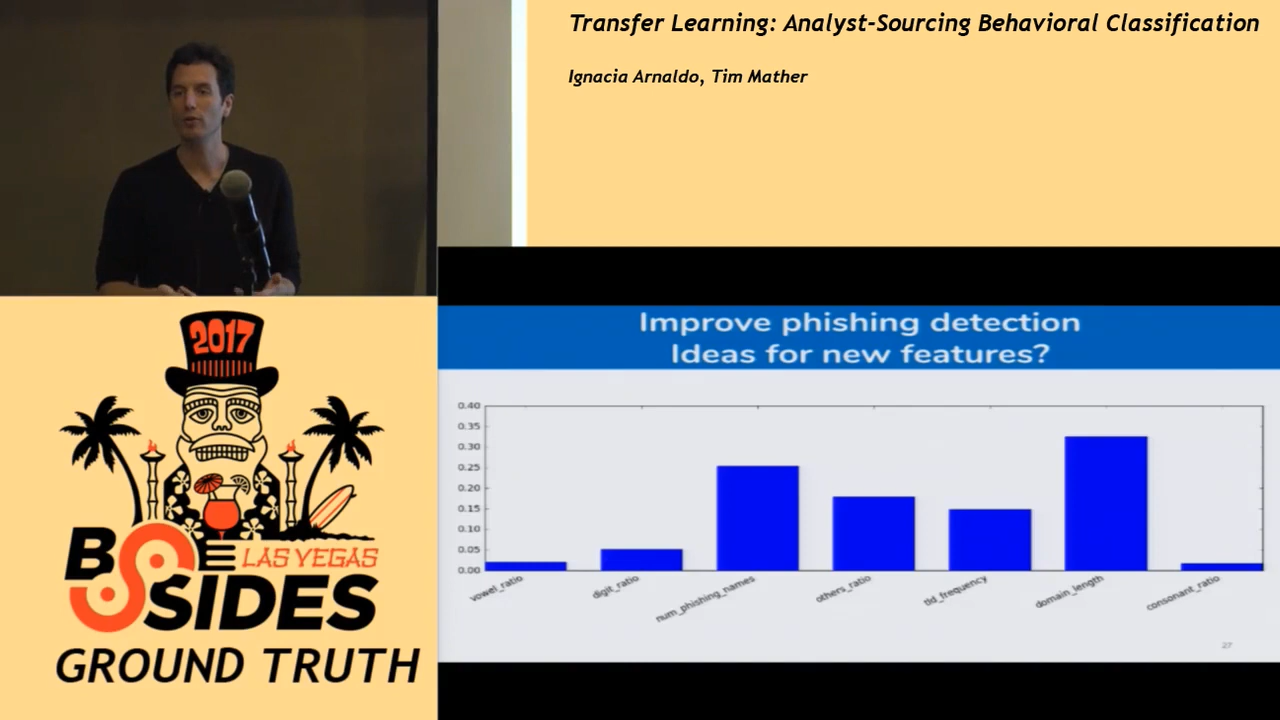 Transfer Learning: Analyst-Sourcing Behavioral Classification
Ignacia Arnaldo, Tim Mather
2017
BSIDES
LAS VEGAS
GROUND TRUTH
Improve phishing detection
Ideas for new features?
0.40
0.35
0.30
0.25
0.20
0.15
0.10
0.05
0.00
vowel_ratio
digit_ratio
num_phishing_names
others_ratio
tld_frequency
domain_length
consonant_ratio
27